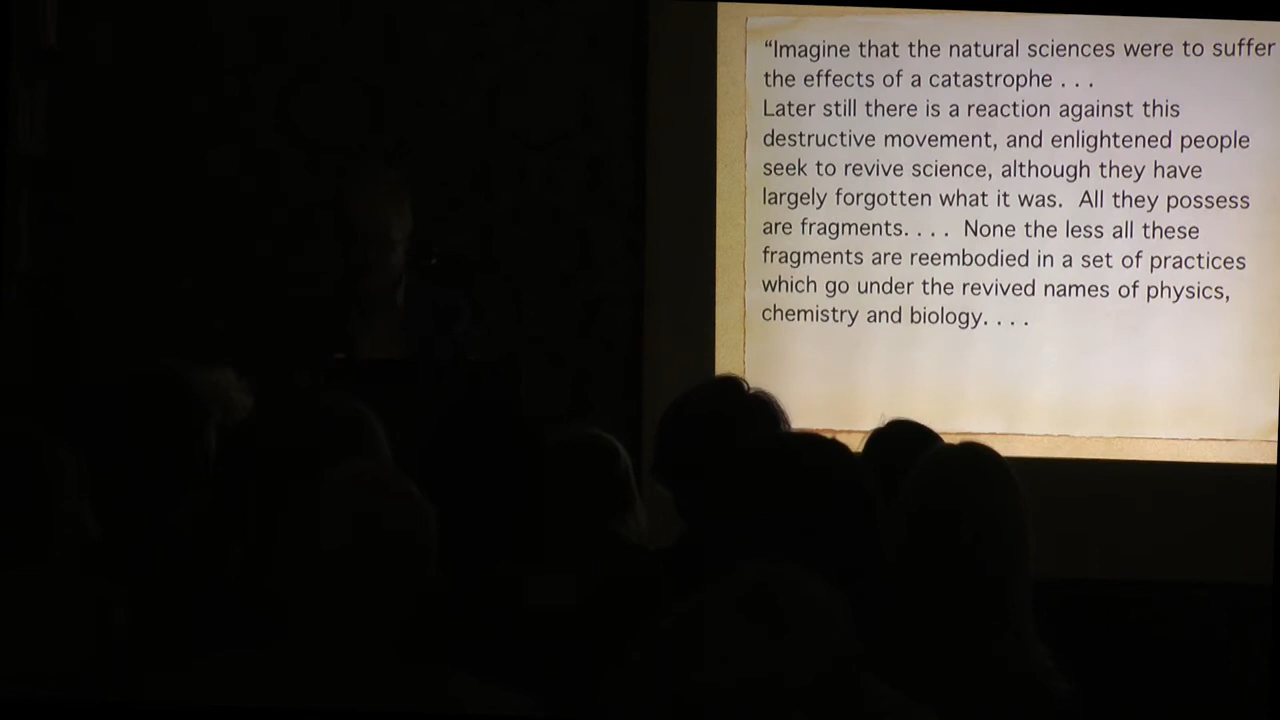 “Imagine that the natural sciences were to suffer
the effects of a catastrophe . . .
Later still there is a reaction against this
destructive movement, and enlightened people
seek to revive science, although they have
largely forgotten what it was.  All they possess
are fragments. . . .  None the less all these
fragments are reembodied in a set of practices
which go under the revived names of physics,
chemistry and biology. . . .